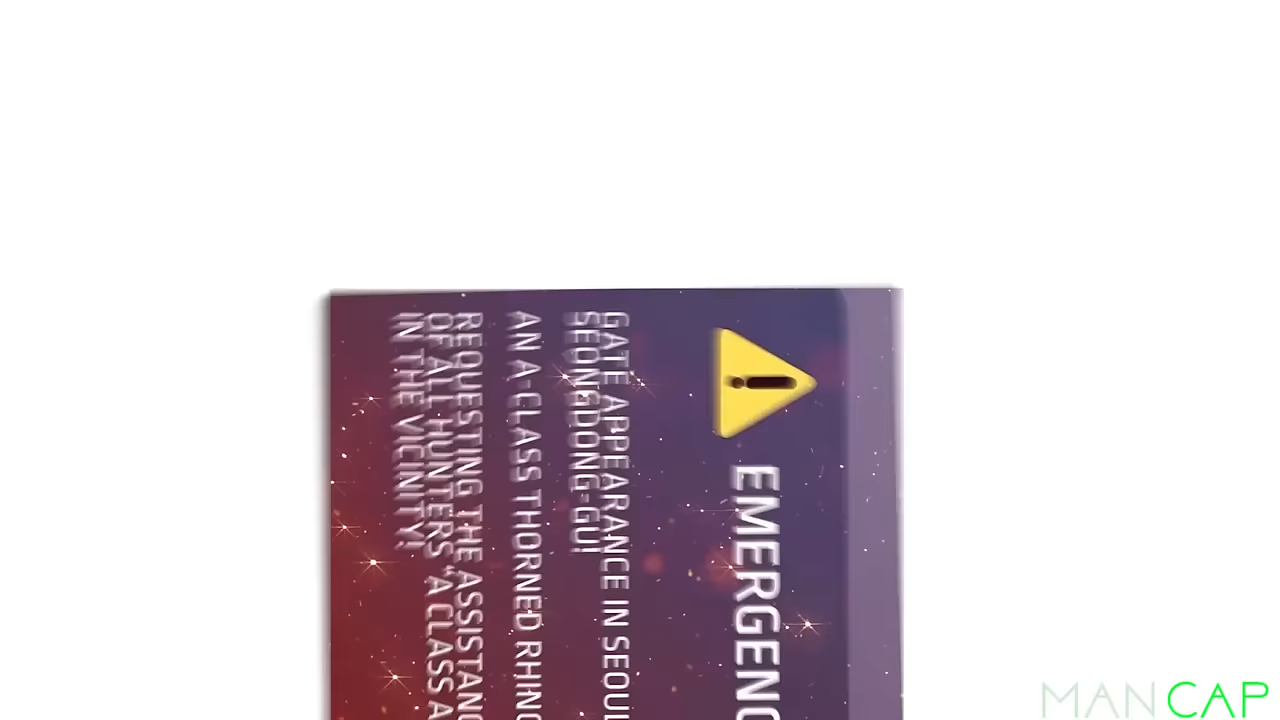 EMERGENC
GATE APPEARANCE IN SEOUL
SEONGDONG-GU!
AN A-CLASS THORNED RHINO
REQUESTING THE ASSISTANC
OF ALL HUNTERS “A CLASS A
IN THE VICINITY!
MANCAP